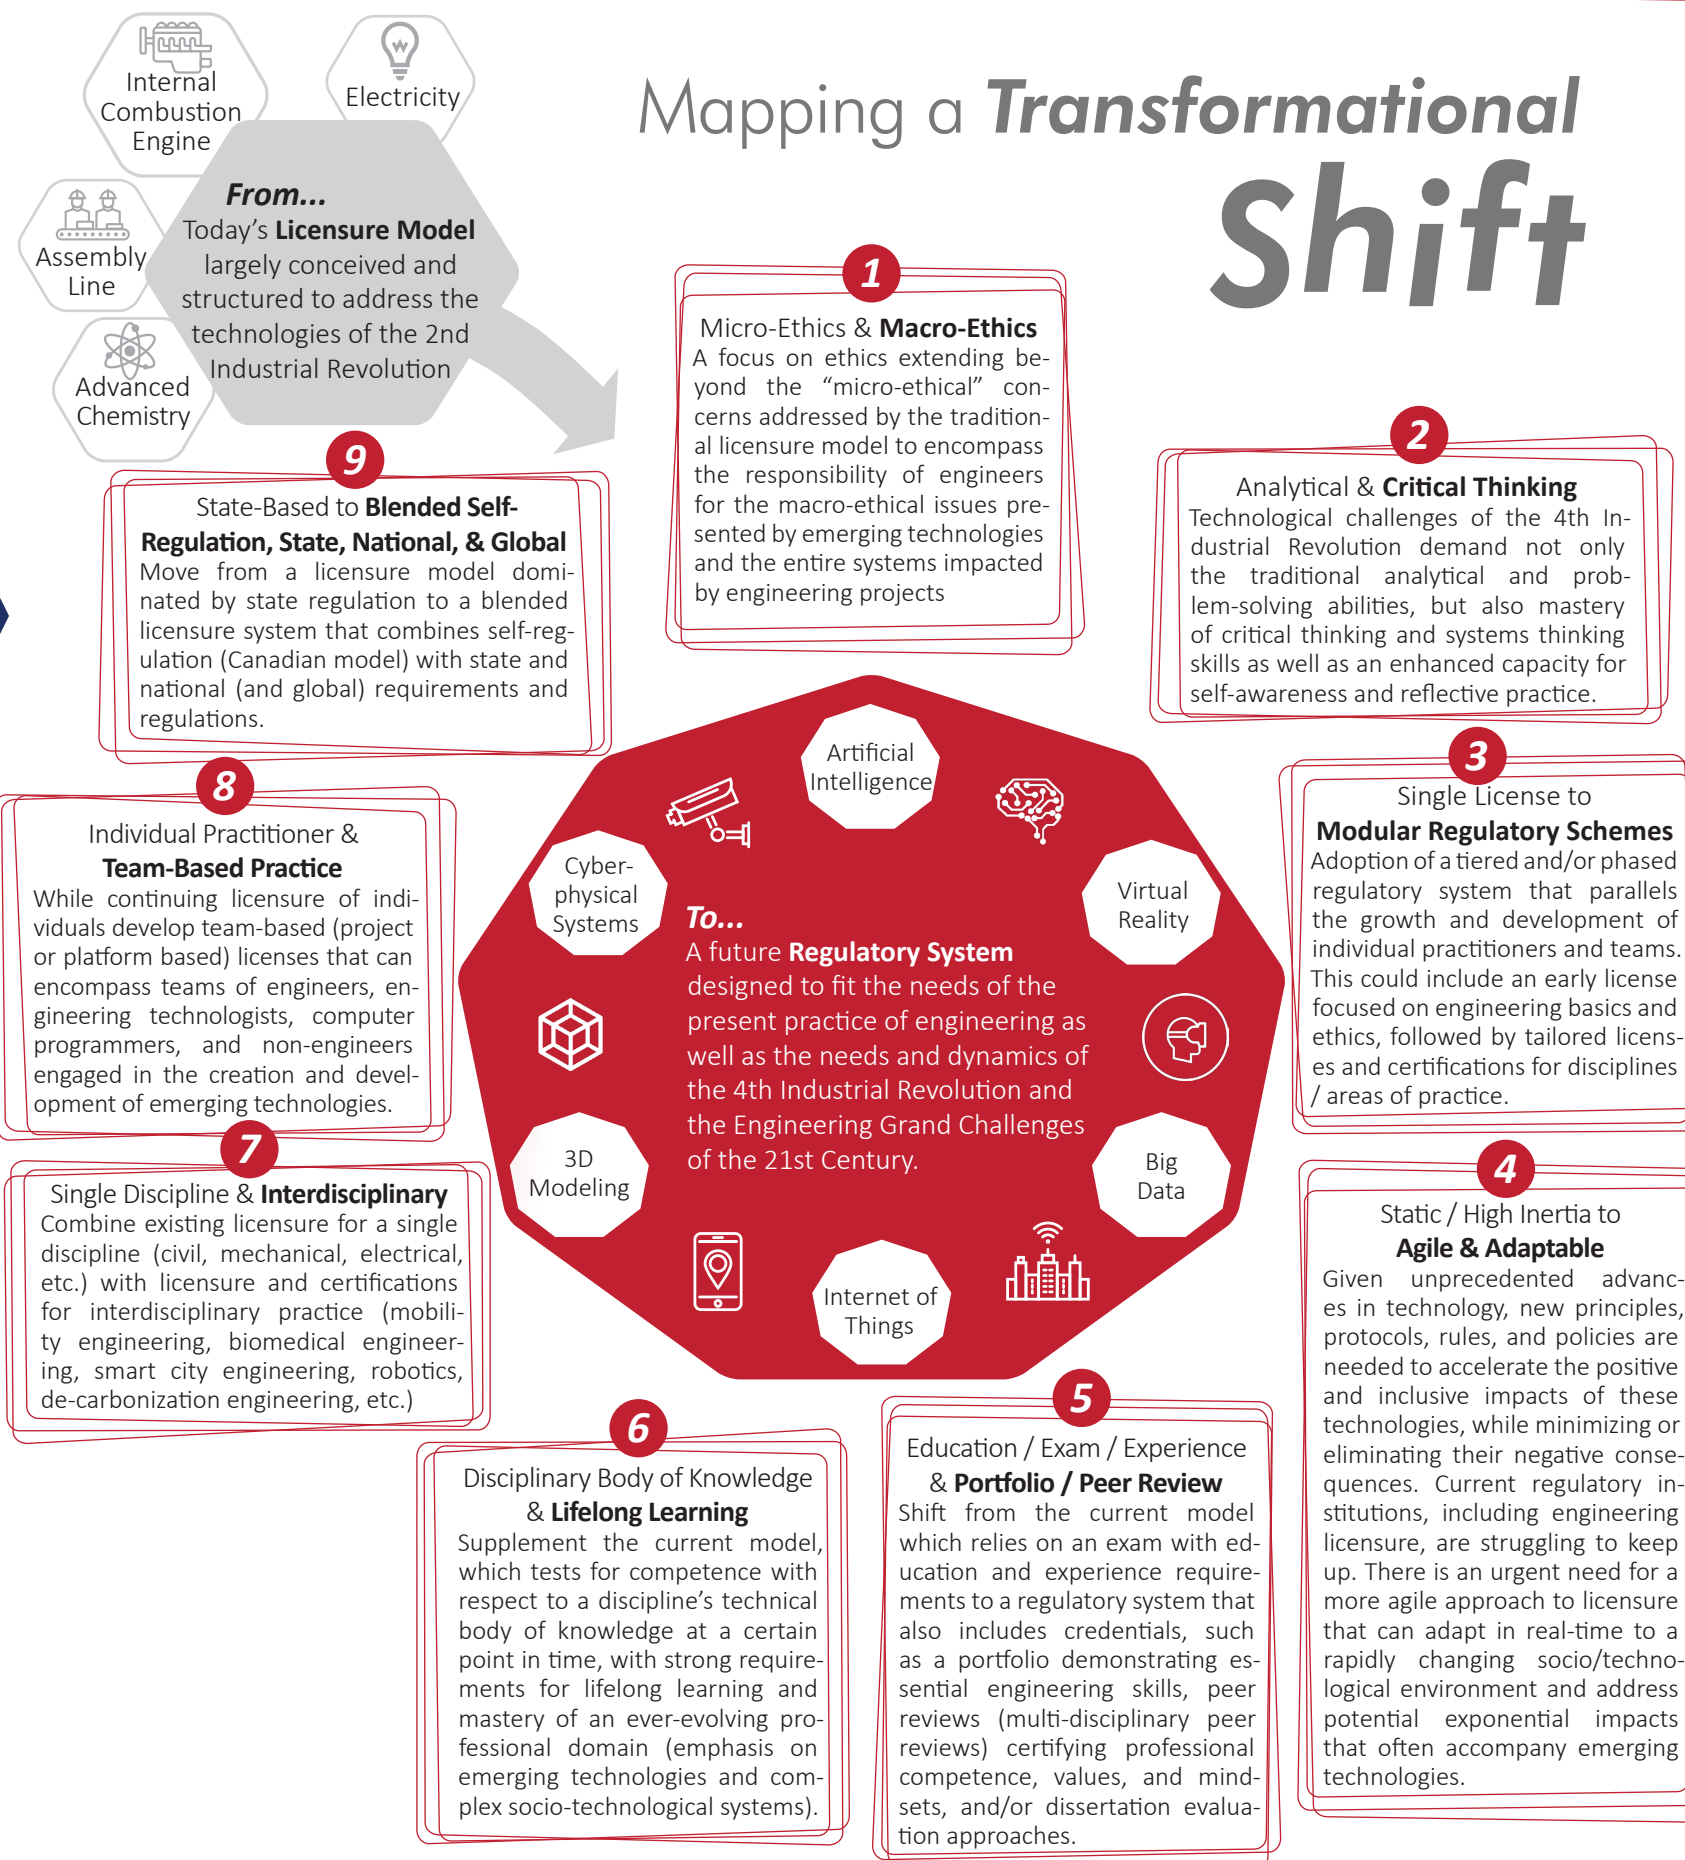 Mapping a Transformational
Shift
Internal
Combustion
Engine
Electricity
Assembly
Line
Advanced
Chemistry
From...
Today's Licensure Model
largely conceived and
structured to address the
technologies of the 2nd
Industrial Revolution
1
Micro-Ethics & Macro-Ethics
A focus on ethics extending be-
yond the “micro-ethical” con-
cerns addressed by the tradition-
al licensure model to encompass
the responsibility of engineers
for the macro-ethical issues pre-
sented by emerging technologies
and the entire systems impacted
by engineering projects
2
Analytical & Critical Thinking
Technological challenges of the 4th In-
dustrial Revolution demand not only
the traditional analytical and prob-
lem-solving abilities, but also mastery
of critical thinking and systems thinking
skills as well as an enhanced capacity for
self-awareness and reflective practice.
3
Single License to
Modular Regulatory Schemes
Adoption of a tiered and/or phased
regulatory system that parallels
the growth and development of
individual practitioners and teams.
This could include an early license
focused on engineering basics and
ethics, followed by tailored licens-
es and certifications for disciplines
/ areas of practice.
4
Static / High Inertia to
Agile & Adaptable
Given unprecedented advanc-
es in technology, new principles,
protocols, rules, and policies are
needed to accelerate the positive
and inclusive impacts of these
technologies, while minimizing or
eliminating their negative conse-
quences. Current regulatory in-
stitutions, including engineering
licensure, are struggling to keep
up. There is an urgent need for a
more agile approach to licensure
that can adapt in real-time to a
rapidly changing socio/techno-
logical environment and address
potential exponential impacts
that often accompany emerging
technologies.
5
Education / Exam / Experience
& Portfolio / Peer Review
Shift from the current model
which relies on an exam with ed-
ucation and experience require-
ments to a regulatory system that
also includes credentials, such
as a portfolio demonstrating es-
sential engineering skills, peer
reviews (multi-disciplinary peer
reviews) certifying professional
competence, values, and mind-
sets, and/or dissertation evalua-
tion approaches.
6
Disciplinary Body of Knowledge
& Lifelong Learning
Supplement the current model,
which tests for competence with
respect to a discipline's technical
body of knowledge at a certain
point in time, with strong require-
ments for lifelong learning and
mastery of an ever-evolving pro-
fessional domain (emphasis on
emerging technologies and com-
plex socio-technological systems).
7
Single Discipline & Interdisciplinary
Combine existing licensure for a single
discipline (civil, mechanical, electrical,
etc.) with licensure and certifications
for interdisciplinary practice (mobili-
ty engineering, biomedical engineer-
ing, smart city engineering, robotics,
de-carbonization engineering, etc.)
8
Individual Practitioner &
Team-Based Practice
While continuing licensure of indi-
viduals develop team-based (project
or platform based) licenses that can
encompass teams of engineers, en-
gineering technologists, computer
programmers, and non-engineers
engaged in the creation and devel-
opment of emerging technologies.
9
State-Based to Blended Self-
Regulation, State, National, & Global
Move from a licensure model domi-
nated by state regulation to a blended
licensure system that combines self-reg-
ulation (Canadian model) with state and
national (and global) requirements and
regulations.
To...
A future Regulatory System
designed to fit the needs of the
present practice of engineering as
well as the needs and dynamics of
the 4th Industrial Revolution and
the Engineering Grand Challenges
of the 21st Century.
Artificial
Intelligence
Virtual
Reality
Big
Data
Internet of
Things
3D
Modeling
Cyber-
physical
Systems